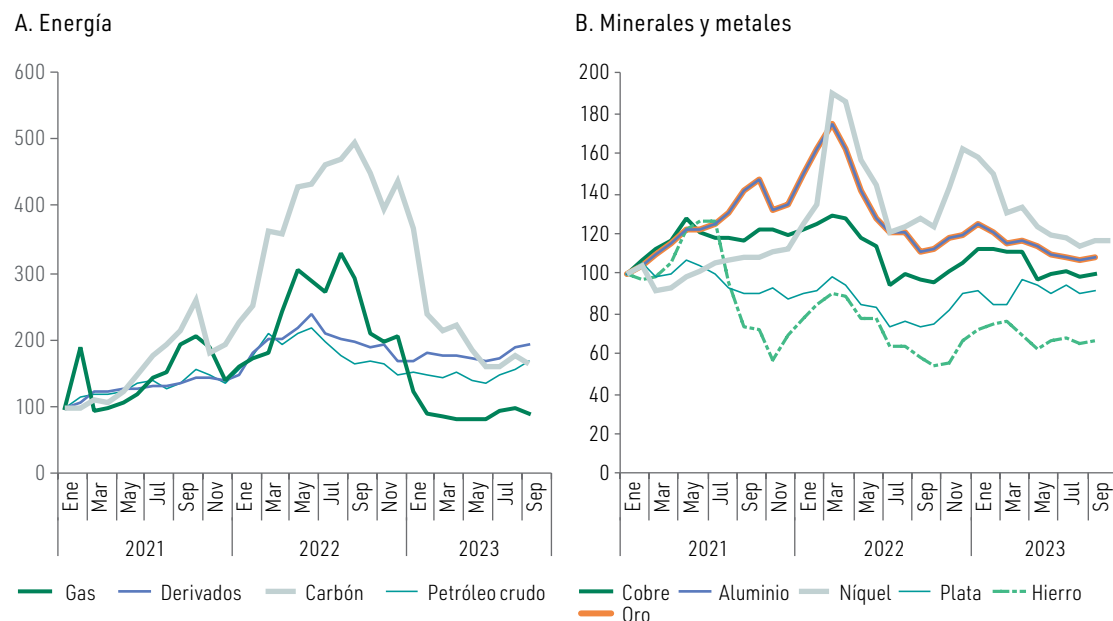 A. Energía
600
500
400
300
200
100
0
Ene
Mar
May
Jul
Sep
Nov
Ene
Mar
May
Jul
Sep
Nov
Ene
Mar
May
Jul
Sep
2021
2022
2023
Gas
Derivados
Carbón
Petróleo crudo
B. Minerales y metales
200
180
160
140
120
100
80
60
40
20
0
Ene
Mar
May
Jul
Sep
Nov
Ene
Mar
May
Jul
Sep
Nov
Ene
Mar
May
Jul
Sep
2021
2022
2023
Cobre
Aluminio
Níquel
Plata
Hierro
Oro